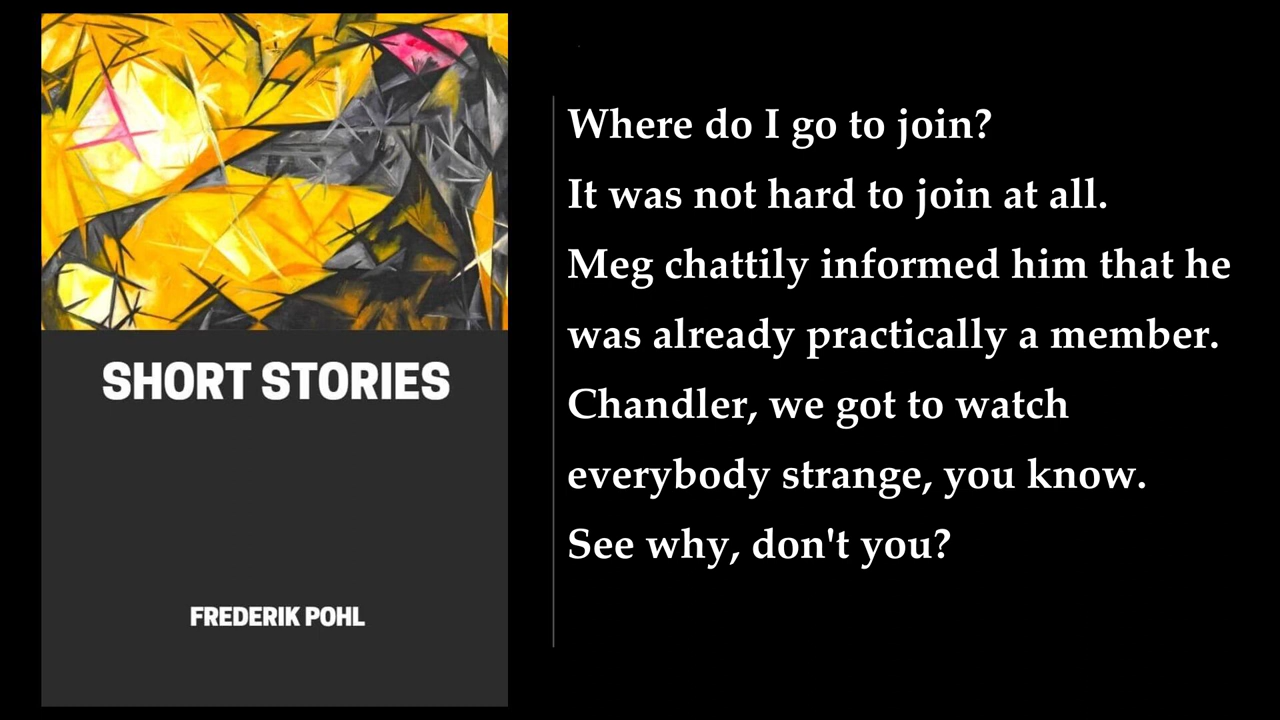 SHORT STORIES
FREDERIK POHL
Where do I go to join?
It was not hard to join at all.
Meg chattily informed him that he
was already practically a member.
Chandler, we got to watch
everybody strange, you know.
See why, don't you?